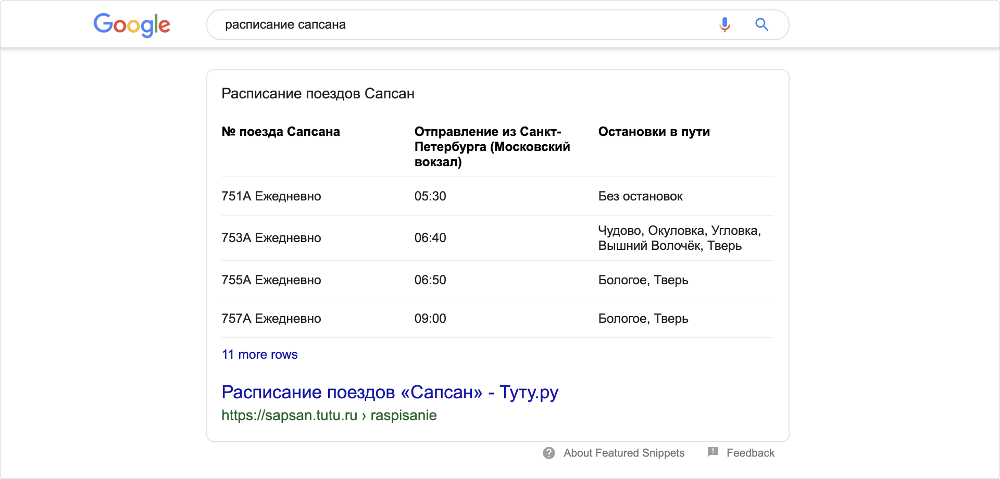 Google
расписание сапсана
Расписание поездов Сапсан
№ поезда Сапсана
Отправление из Санкт-
Петербурга (Московский
вокзал)
Остановки в пути
751А Ежедневно
05:30
Без остановок
753А Ежедневно
06:40
Чудово, Окуловка, Угловка,
Вышний Волочёк, Тверь
755А Ежедневно
06:50
Бологое, Тверь
757А Ежедневно
09:00
Бологое, Тверь
11 more rows
Расписание поездов «Сапсан» - Туту.ру
https://sapsan.tutu.ru › raspisanie
About Featured Snippets
Feedback